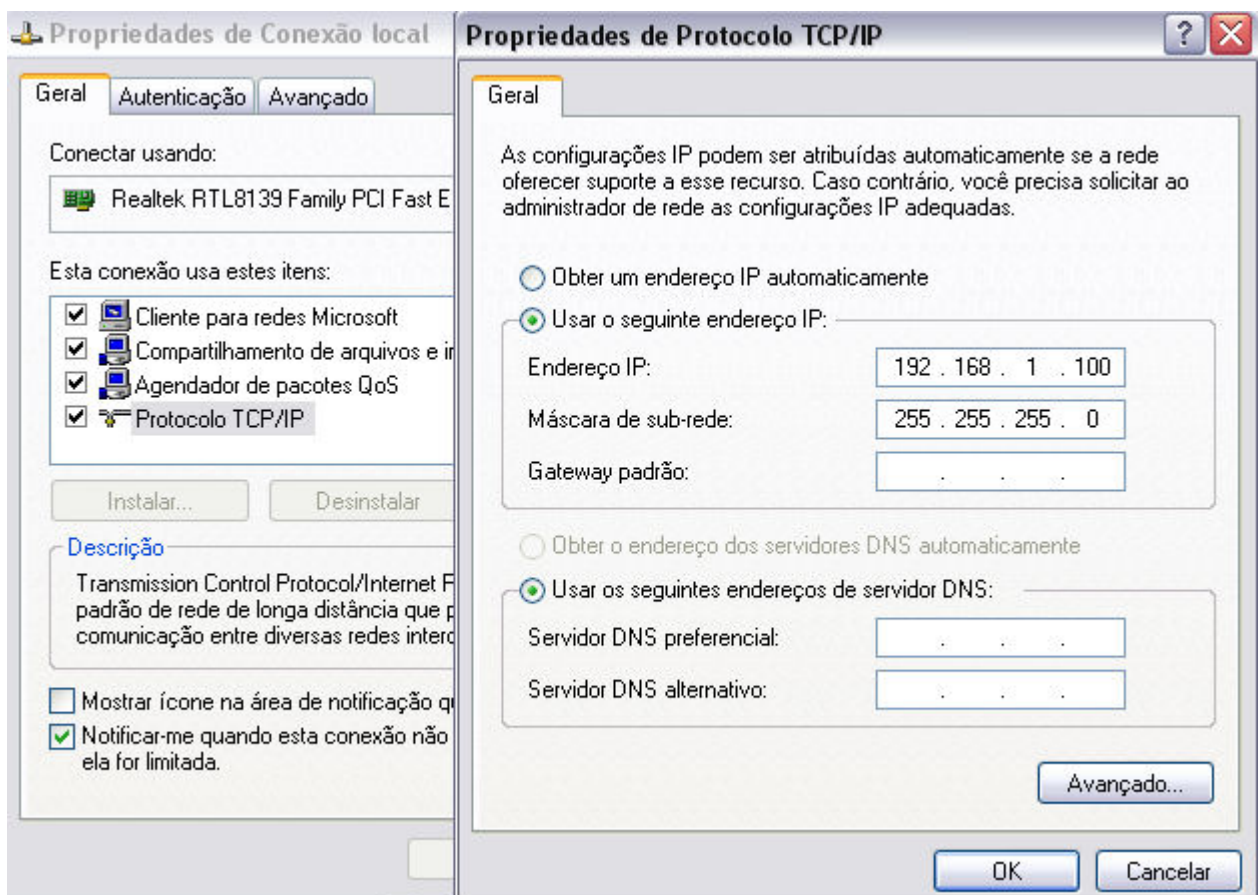 Propriedades de Conexão local
Geral
Autenticação
Avançado
Conectar usando:
Realtek RTL8139 Family PCI Fast E
Esta conexão usa estes itens:
Cliente para redes Microsoft
Compartilhamento de arquivos e i
Agendador de pacotes QoS
Protocolo TCP/IP
Instalar...
Desinstalar
Descrição
Transmission Control Protocol/Internet
padrão de rede de longa distância que
comunicação entre diversas redes
Mostrar ícone na área de notificação
Notificar-me quando esta conexão não
ela for limitada.
Propriedades de Protocolo TCP/IP
Geral
As configurações IP podem ser atribuídas automaticamente se a rede
oferecer suporte a esse recurso. Caso contrário, você precisa solicitar ao
administrador de rede as configurações IP adequadas.
Obter um endereço IP automaticamente
Usar o seguinte endereço IP:
Endereço IP:
192 . 168 . 1 . 100
Máscara de sub-rede:
255 . 255 . 255 . 0
Gateway padrão:
. . .
Obter o endereço dos servidores DNS automaticamente
Usar os seguintes endereços de servidor DNS:
Servidor DNS preferencial:
. . .
Servidor DNS alternativo:
. . .
Avançado...
OK
Cancelar